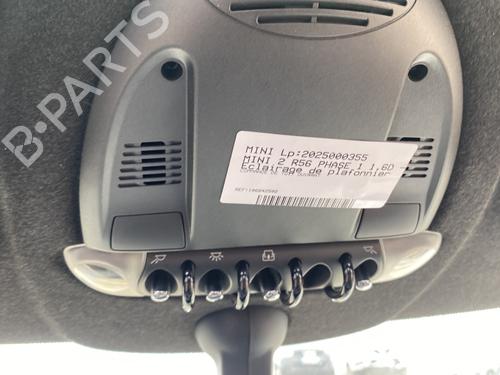 B-PARTS
MINI Lp:2025000355
MINI 2 R56 PHASE 1 1.6D -
Eclairage de plafonnier